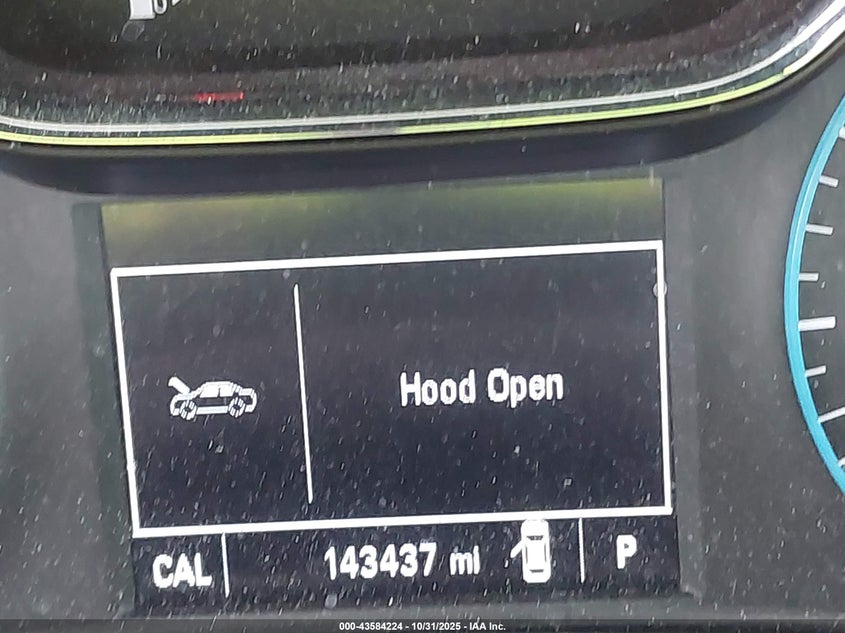 Hood Open
CAL 143437 mi P
000-43584224 - 10/31/2025 - IAA Inc.